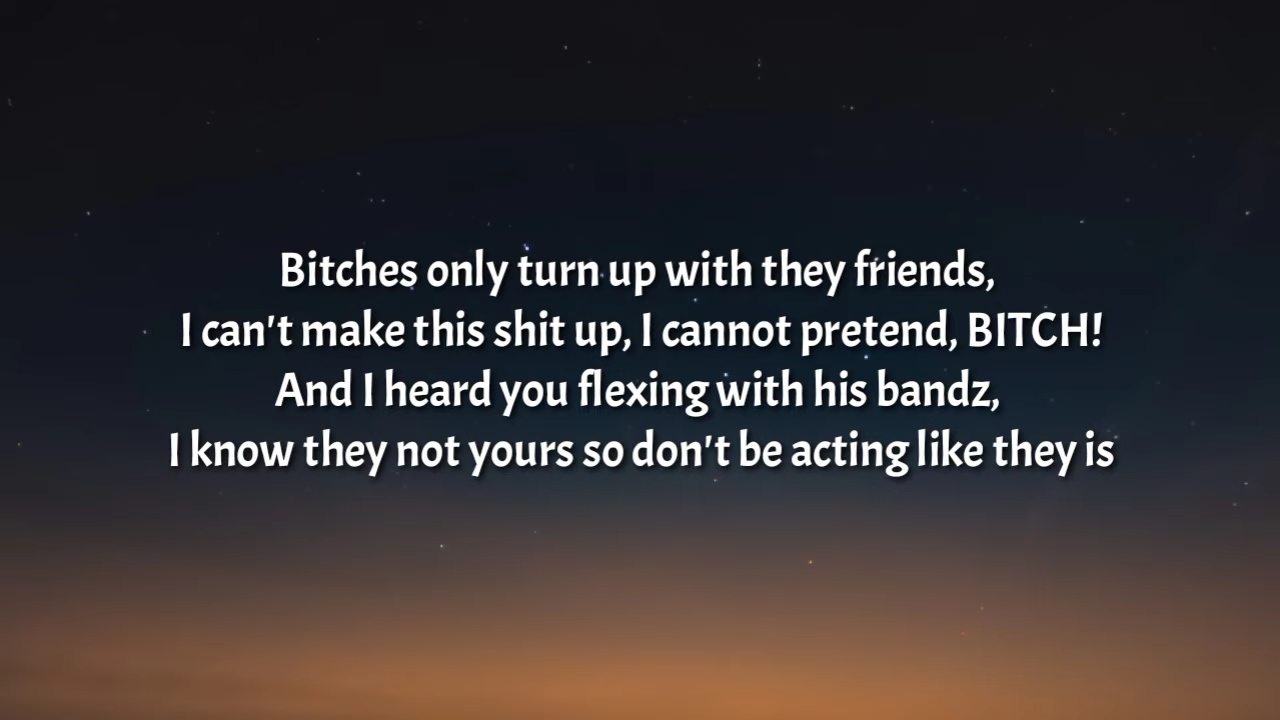 Bitches only turn up with they friends,
I can't make this shit up, I cannot pretend, BITCH!
And I heard you flexing with his bandz,
I know they not yours so don't be acting like they is